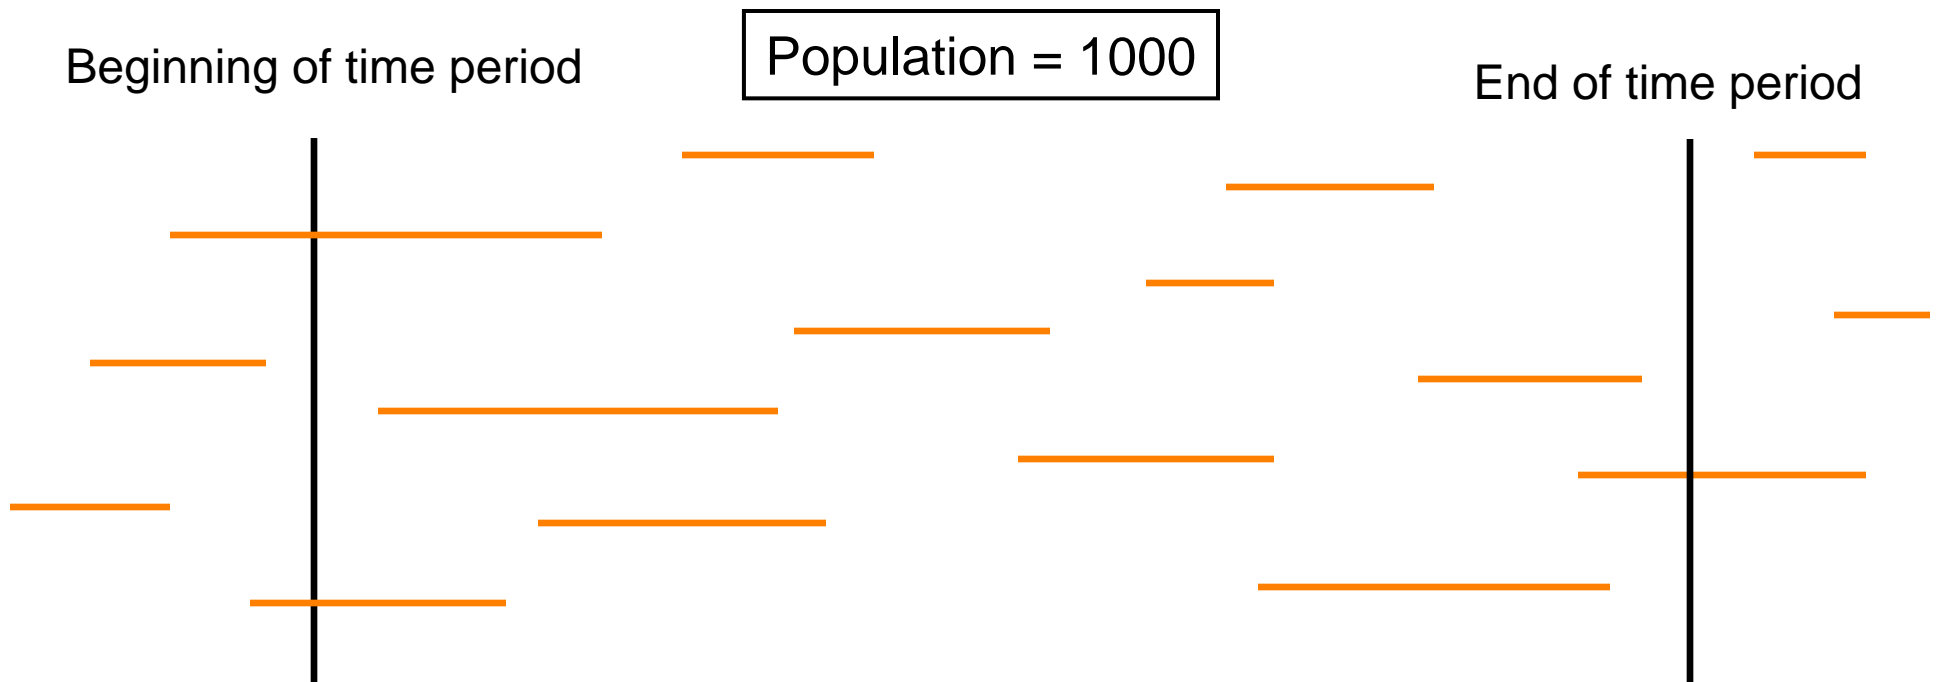 Beginning of time period
Population = 1000
End of time period